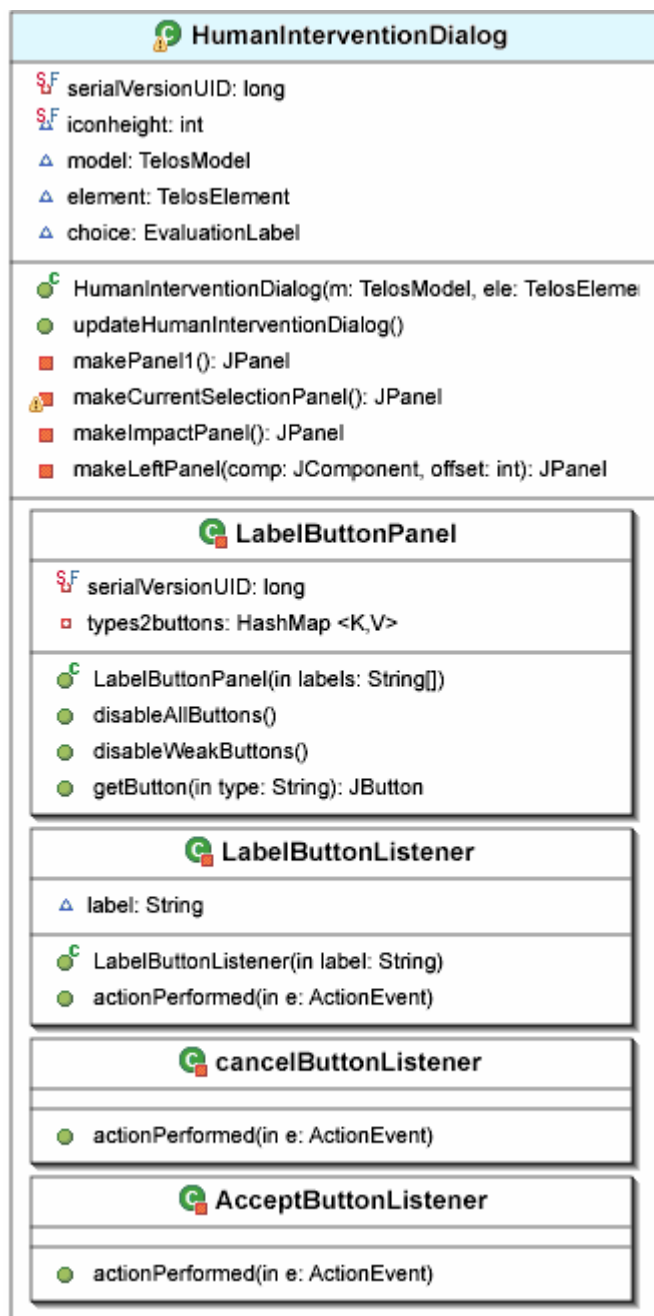 HumanInterventionDialog
serialVersionUID: long
iconheight: int
model: TelosModel
element: TelosElement
choice: EvaluationLabel
HumanInterventionDialog(m: TelosModel, ele: TelosEleme
updateHumanInterventionDialog()
makePanel1(): JPanel
makeCurrentSelectionPanel(): JPanel
makeImpactPanel(): JPanel
makeLeftPanel(comp: JComponent, offset: int): JPanel
LabelButtonPanel
serialVersionUID: long
types2buttons: HashMap <K,V>
LabelButtonPanel(in labels: String[])
disableAllButtons()
disableWeakButtons()
getButton(in type: String): JButton
LabelButtonListener
label: String
LabelButtonListener(in label: String)
actionPerformed(in e: ActionEvent)
cancelButtonListener
actionPerformed(in e: ActionEvent)
AcceptButtonListener
actionPerformed(in e: ActionEvent)